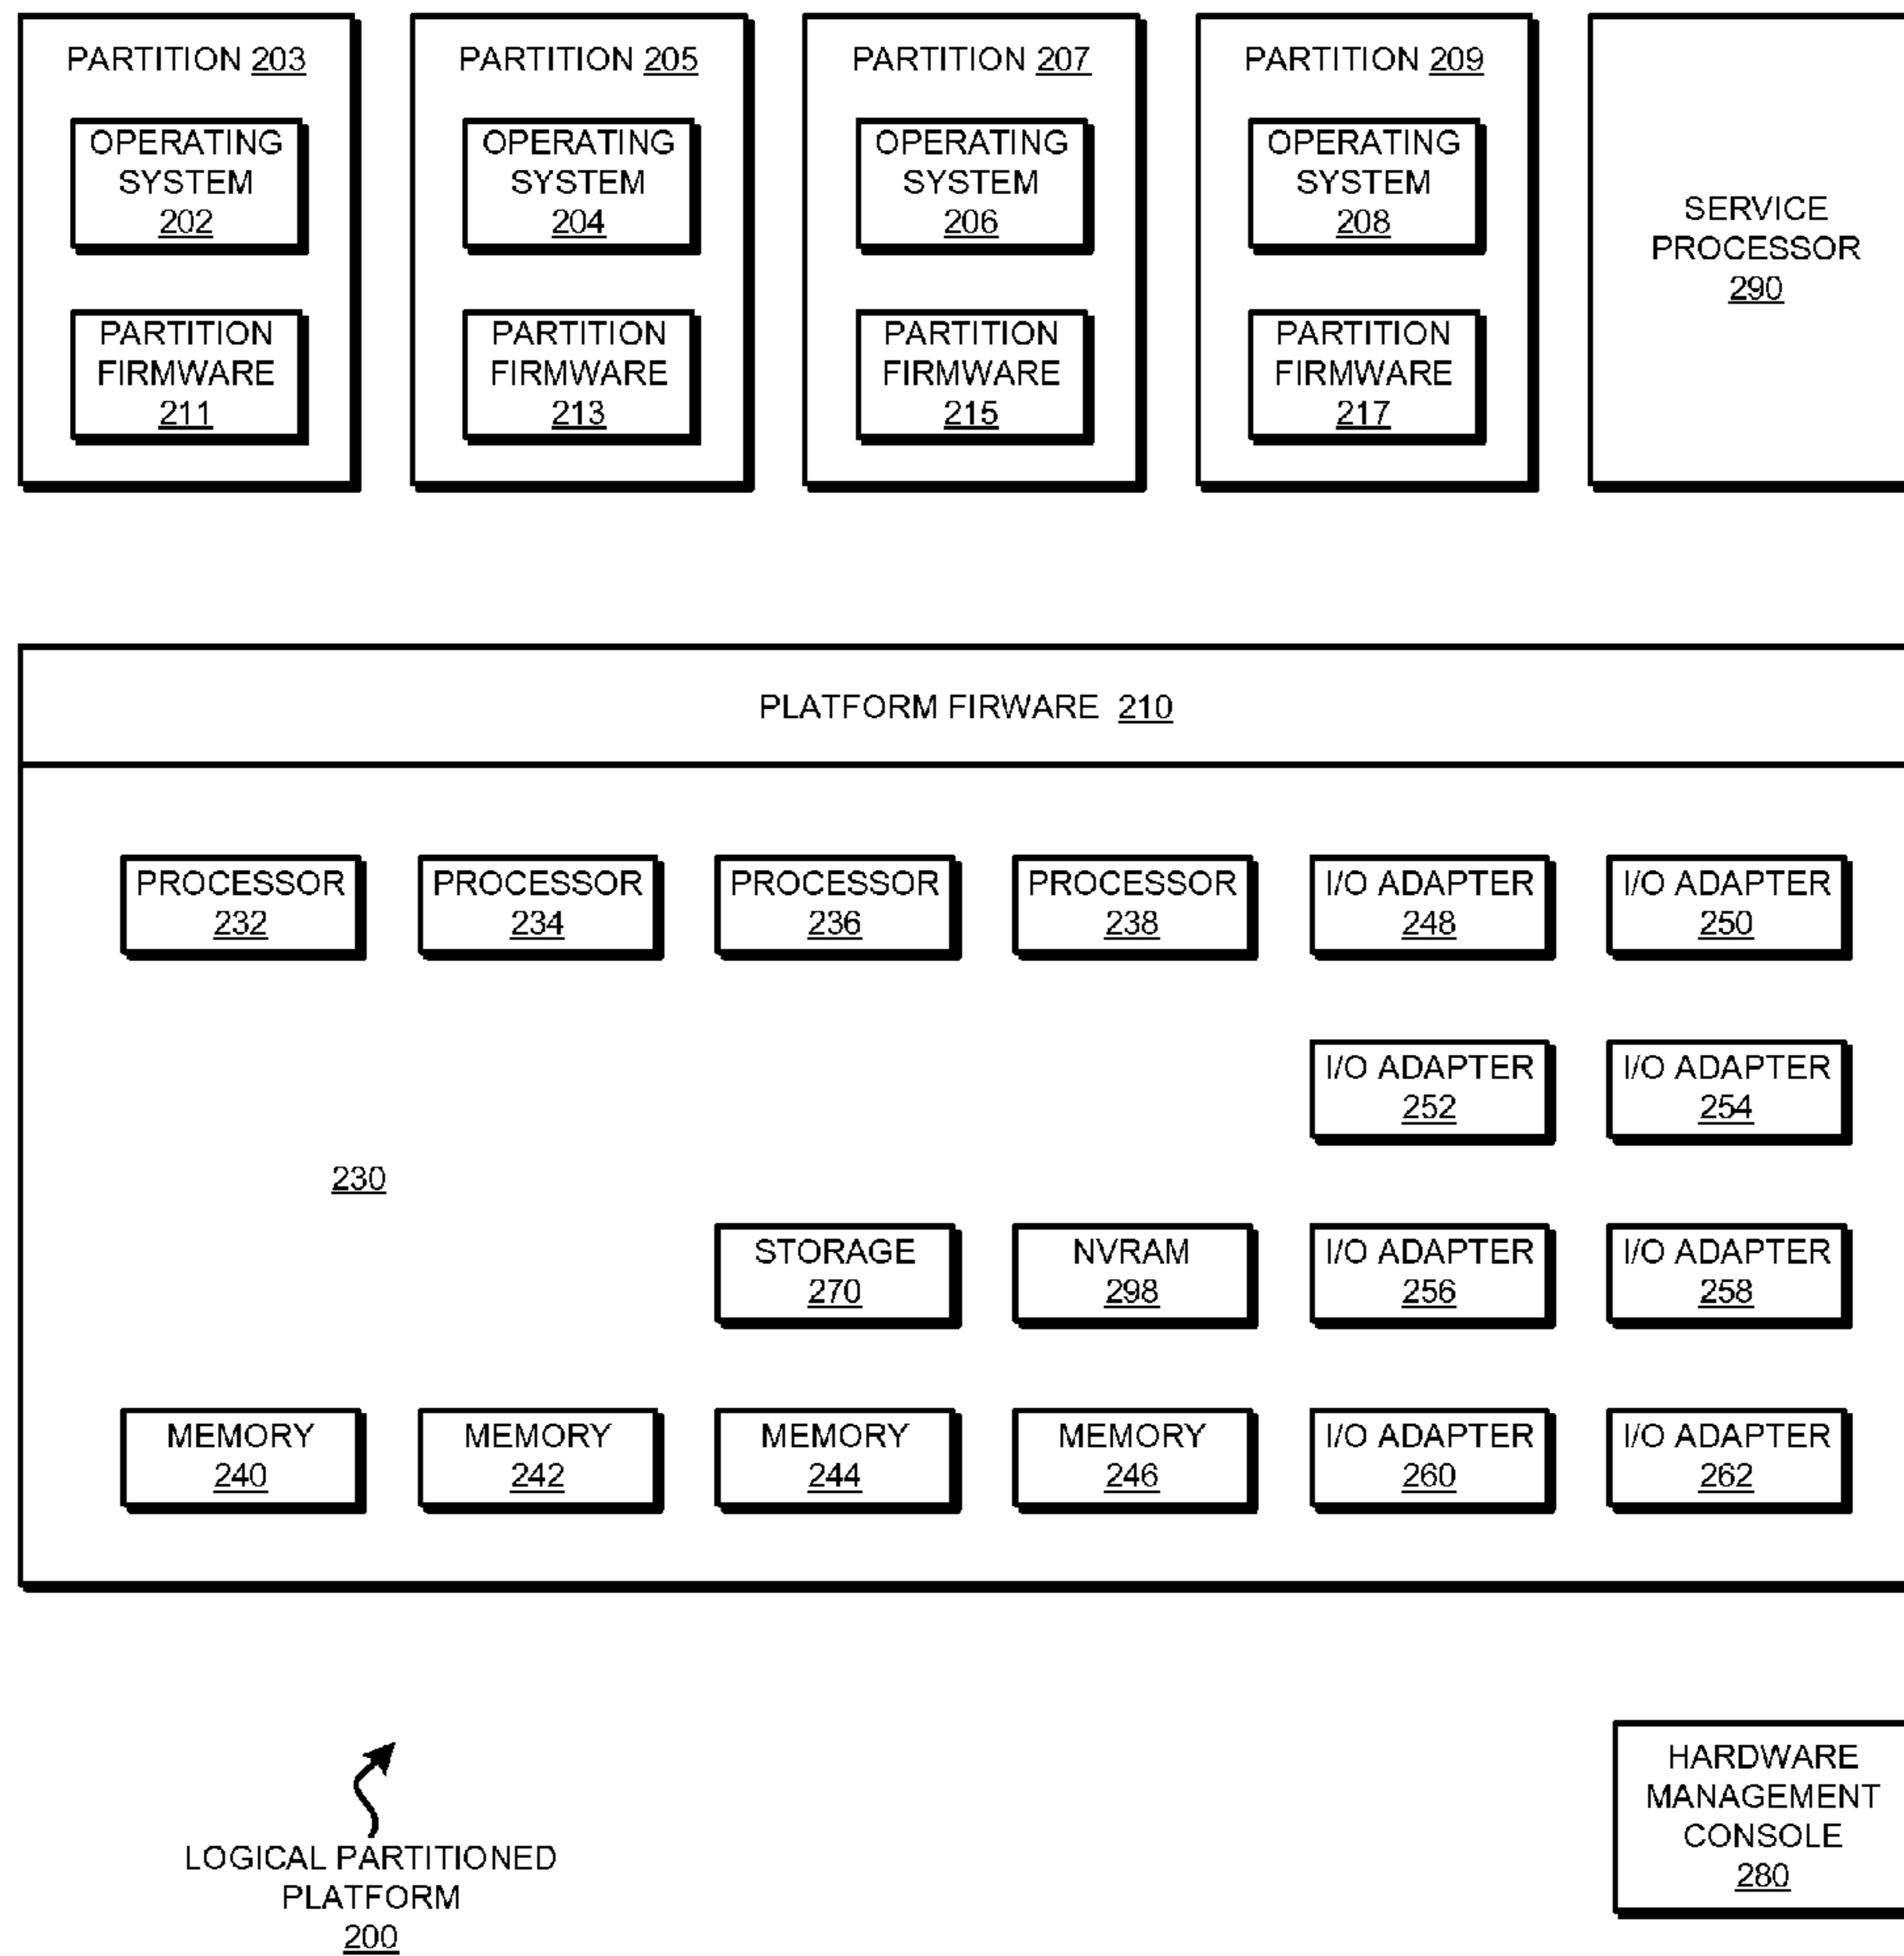 PARTITION 203
OPERATING
SYSTEM
202
PARTITION
FIRMWARE
211
PARTITION 205
OPERATING
SYSTEM
204
PARTITION
FIRMWARE
213
PARTITION 207
OPERATING
SYSTEM
206
PARTITION
FIRMWARE
215
PARTITION 209
OPERATING
SYSTEM
208
PARTITION
FIRMWARE
217
SERVICE
PROCESSOR
290
PLATFORM FIRWARE 210
PROCESSOR
232
PROCESSOR
234
PROCESSOR
236
PROCESSOR
238
I/O ADAPTER
248
I/O ADAPTER
250
I/O ADAPTER
252
I/O ADAPTER
254
230
STORAGE
270
NVRAM
298
I/O ADAPTER
256
I/O ADAPTER
258
MEMORY
240
MEMORY
242
MEMORY
244
MEMORY
246
I/O ADAPTER
260
I/O ADAPTER
262
LOGICAL PARTITIONED
PLATFORM
200
HARDWARE
MANAGEMENT
CONSOLE
280